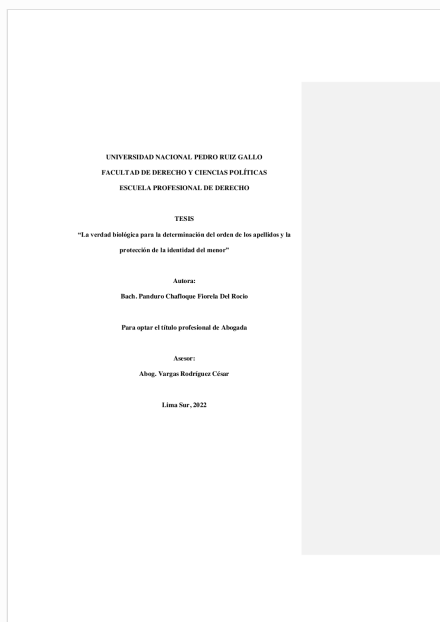 UNIVERSIDAD NACIONAL PEDRO RUIZ GALLO
FACULTAD DE DERECHO Y CIENCIAS POLÍTICAS
ESCUELA PROFESIONAL DE DERECHO
TESIS
“La verdad biológica para la determinación del orden de los apellidos y la
protección de la identidad del menor”
Autora:
Bach. Panduro Chafloque Fiorela Del Rocio
Para optar el título profesional de Abogada
Asesor:
Abog. Vargas Rodríguez César
Lima Sur, 2022